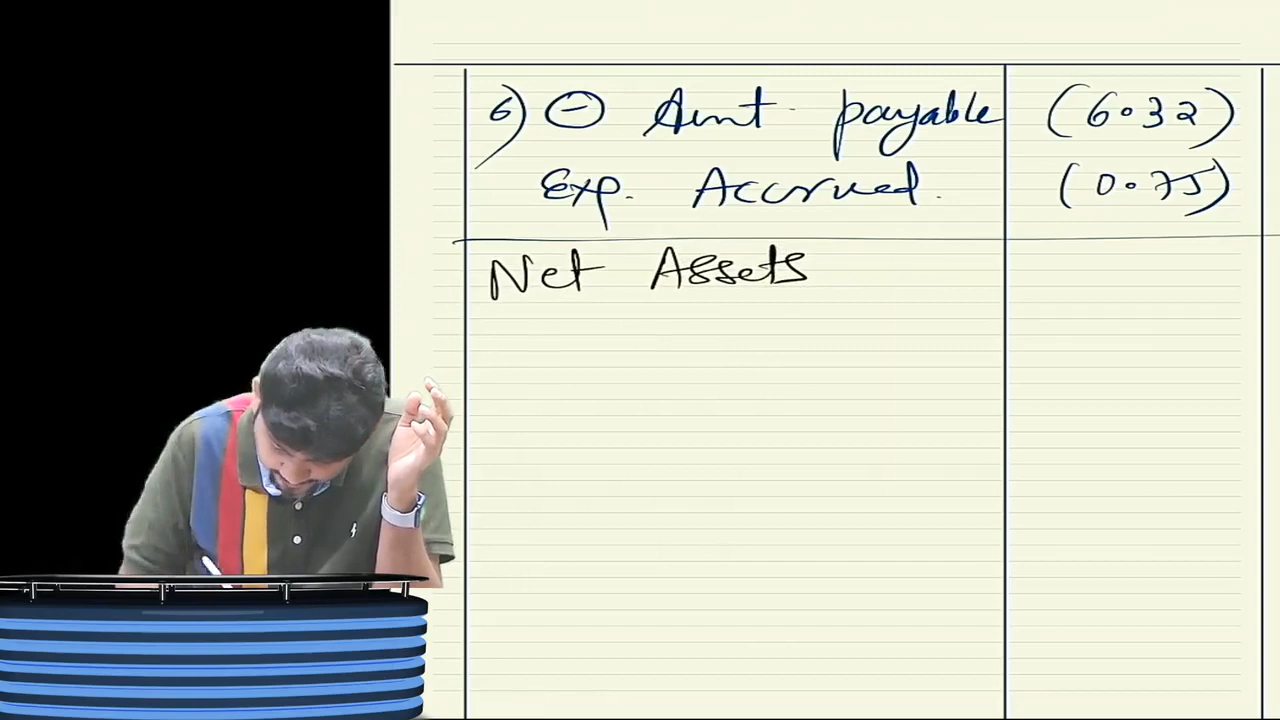 6) ⊖ Amt. payable (6.32)
Exp. Accrued. (0.75)
Net Assets